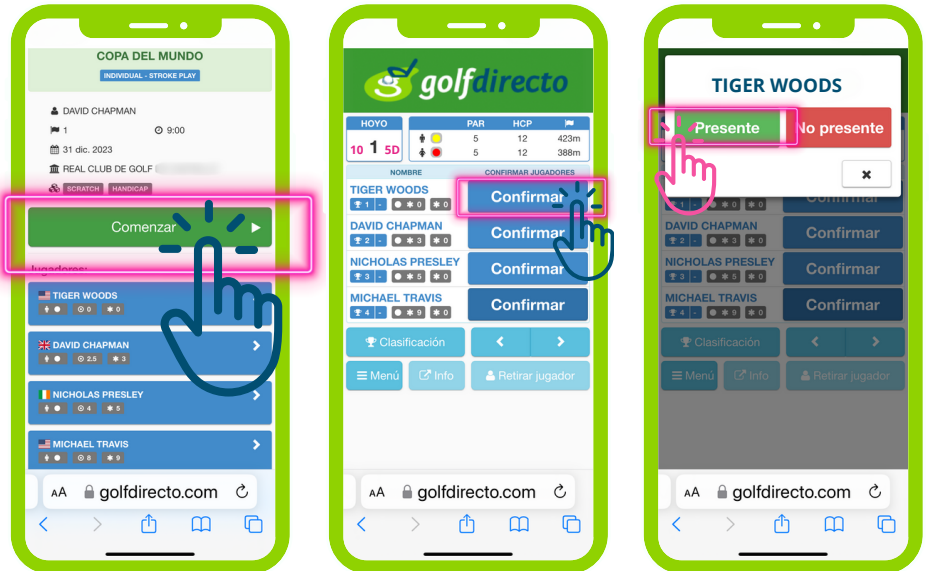 COPA DEL MUNDO
INDIVIDUAL - STROKE PLAY
DAVID CHAPMAN
1 9:00
31 dic. 2023
REAL CLUB DE GOLF
SCRATCH HANDICAP
Comenzar
Jugadores:
TIGER WOODS
0 0
DAVID CHAPMAN
2.5 3
NICHOLAS PRESLEY
4 5
MICHAEL TRAVIS
8 9
AA golfdirecto.com
golfdirecto
HOYO PAR HCP
10 1 5D
5 12 423m
5 12 388m
NOMBRE CONFIRMAR JUGADORES
TIGER WOODS
1 - * 0 * 0
Confirmar
DAVID CHAPMAN
2 - * 3 * 0
Confirmar
NICHOLAS PRESLEY
3 - * 5 * 0
Confirmar
MICHAEL TRAVIS
4 - * 9 * 0
Confirmar
Clasificación < >
Menú Info Retirar jugador
AA golfdirecto.com
TIGER WOODS
Presente No presente
×
1 - * 0 * 0
Confirmar
DAVID CHAPMAN
2 - * 3 * 0
Confirmar
NICHOLAS PRESLEY
3 - * 5 * 0
Confirmar
MICHAEL TRAVIS
4 - * 9 * 0
Confirmar
Clasificación < >
Menú Info Retirar jugador
AA golfdirecto.com